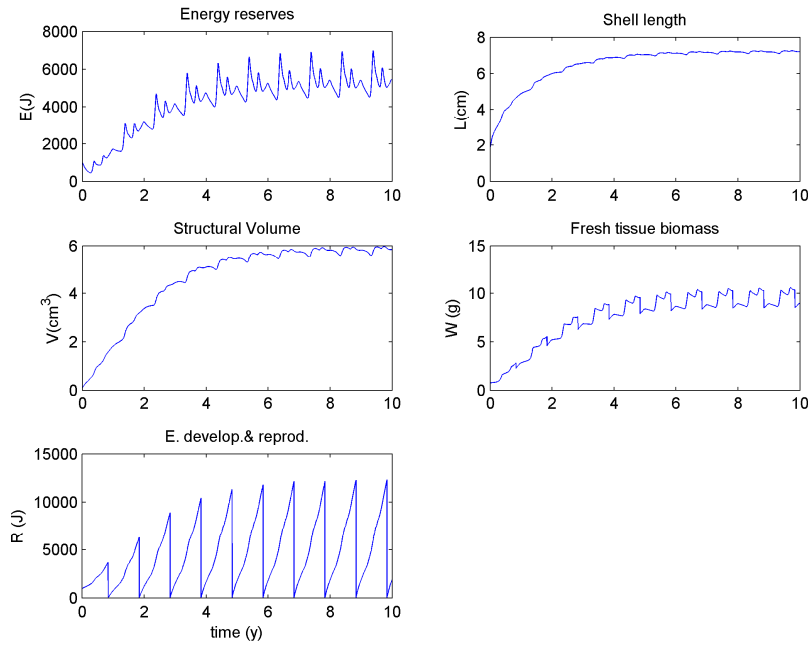 Energy reserves
8000
6000
4000
2000
0
E(J)
0 2 4 6 8 10
Shell length
8
6
4
2
0
L(cm)
0 2 4 6 8 10
Structural Volume
6
4
2
0
V(cm³)
0 2 4 6 8 10
Fresh tissue biomass
15
10
5
0
W (g)
0 2 4 6 8 10
E. develop.& reprod.
15000
10000
5000
0
R (J)
0 2 4 6 8 10
time (y)